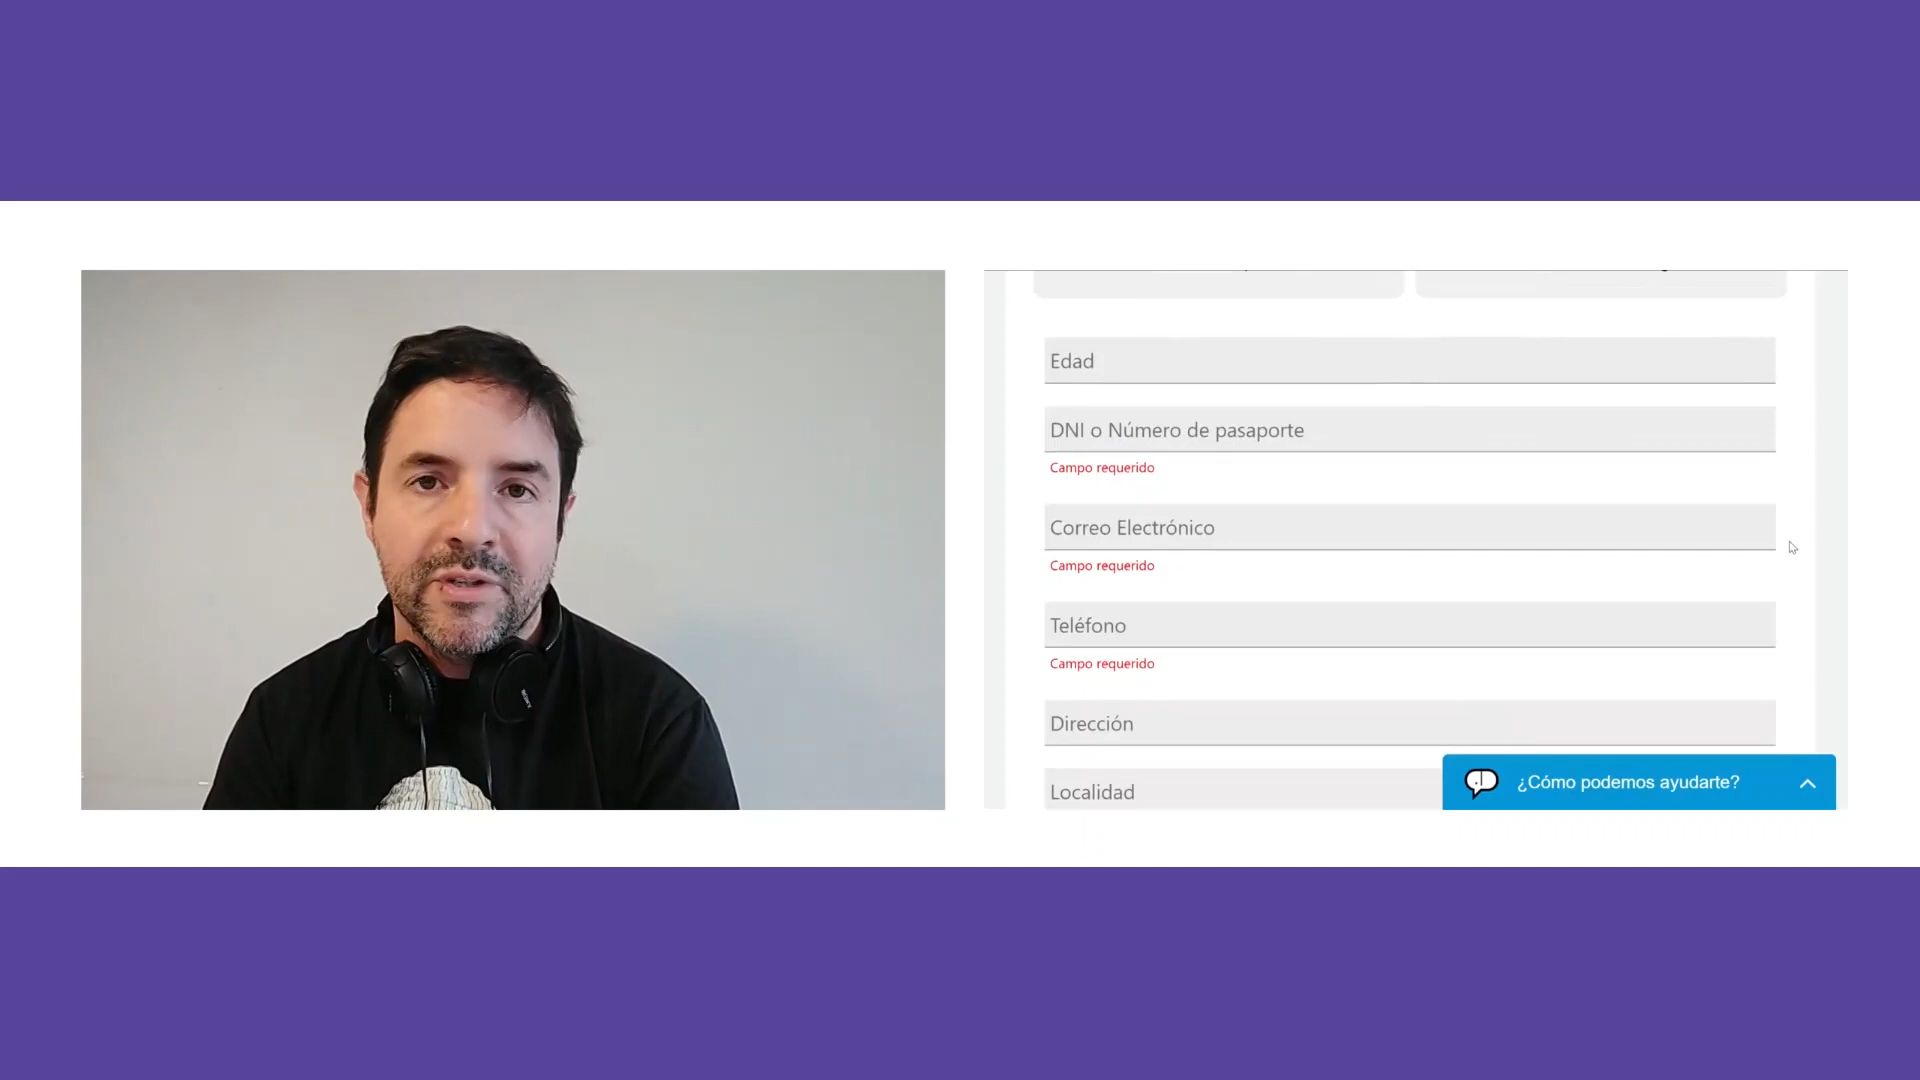 Edad
DNI o Número de pasaporte
Campo requerido
Correo Electrónico
Campo requerido
Teléfono
Campo requerido
Dirección
Localidad
¿Cómo podemos ayudarte?
SONY